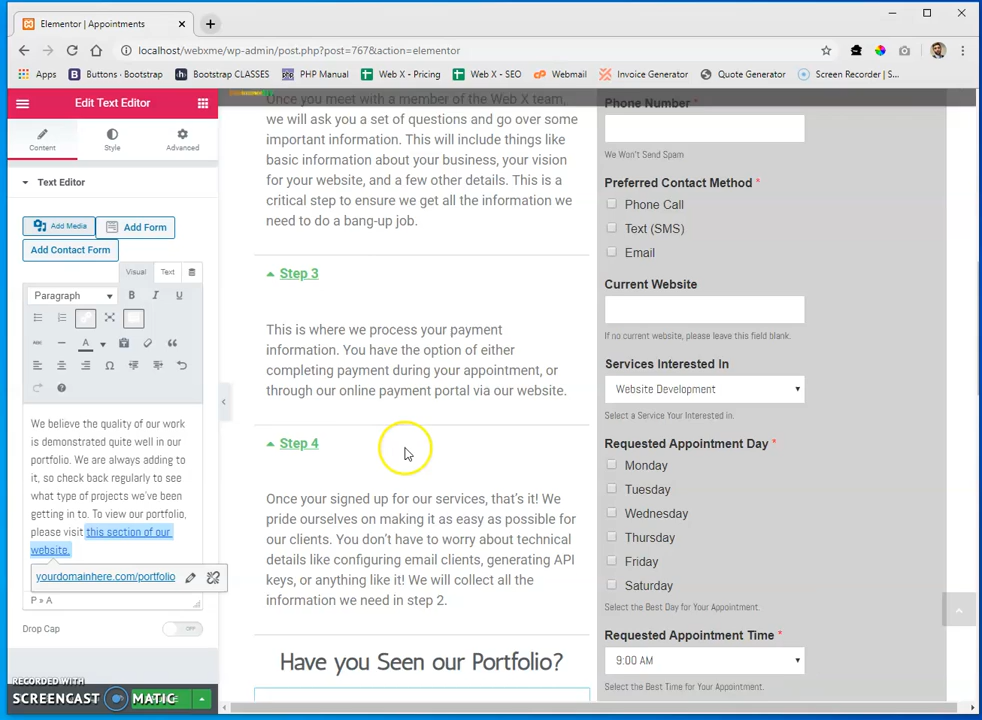 Elementor | Appointments
localhost/webxme/wp-admin/post.php?post=767&action=elementor
Apps
Buttons · Bootstrap
Bootstrap CLASSES
PHP Manual
Web X - Pricing
Web X - SEO
Webmail
Invoice Generator
Quote Generator
Screen Recorder | S...
Edit Text Editor
Content
Style
Advanced
Text Editor
Add Media
Add Form
Add Contact Form
Visual
Text
Paragraph
B
I
U
ABC
A
We believe the quality of our work
is demonstrated quite well in our
portfolio. We are always adding to
it, so check back regularly to see
what type of projects we've been
getting in to. To view our portfolio,
please visit this section of our
website.
yourdomainhere.com/portfolio
P » A
Drop Cap
OFF
RECORDED WITH
SCREENCAST MATIC
Once you meet with a member of the Web X team,
we will ask you a set of questions and go over some
important information. This will include things like
basic information about your business, your vision
for your website, and a few other details. This is a
critical step to ensure we get all the information we
need to do a bang-up job.
Step 3
This is where we process your payment
information. You have the option of either
completing payment during your appointment, or
through our online payment portal via our website.
Step 4
Once your signed up for our services, that's it! We
pride ourselves on making it as easy as possible for
our clients. You don't have to worry about technical
details like configuring email clients, generating API
keys, or anything like it! We will collect all the
information we need in step 2.
Have you Seen our Portfolio?
Phone Number *
We Won't Send Spam
Preferred Contact Method *
Phone Call
Text (SMS)
Email
Current Website
If no current website, please leave this field blank.
Services Interested In
Website Development
Select a Service Your Interested in.
Requested Appointment Day *
Monday
Tuesday
Wednesday
Thursday
Friday
Saturday
Select the Best Day for Your Appointment.
Requested Appointment Time *
9:00 AM
Select the Best Time for Your Appointment.